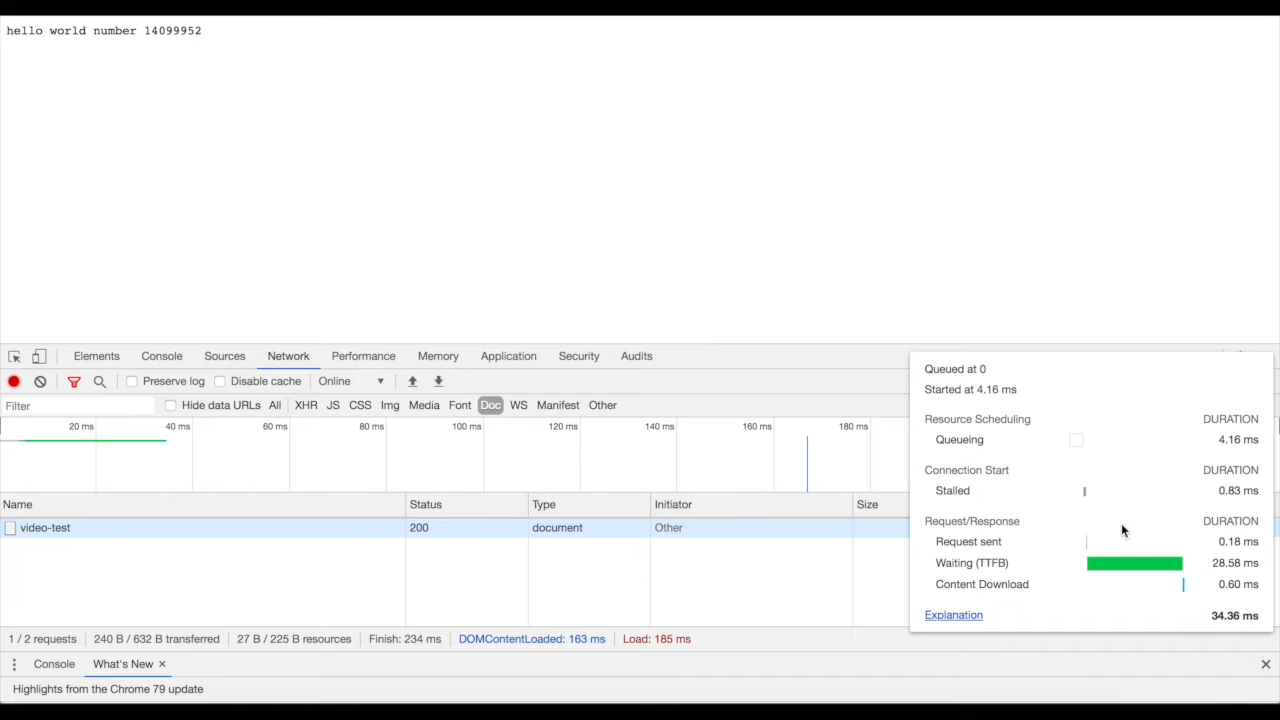 hello world number 14099952
Elements Console Sources Network Performance Memory Application Security Audits
Preserve log Disable cache Online
Filter Hide data URLs All XHR JS CSS Img Media Font Doc WS Manifest Other
20 ms 40 ms 60 ms 80 ms 100 ms 120 ms 140 ms 160 ms 180 ms
Name Status Type Initiator Size
video-test 200 document Other
Queued at 0
Started at 4.16 ms
Resource Scheduling DURATION
Queueing 4.16 ms
Connection Start DURATION
Stalled 0.83 ms
Request/Response DURATION
Request sent 0.18 ms
Waiting (TTFB) 28.58 ms
Content Download 0.60 ms
Explanation 34.36 ms
1 / 2 requests 240 B / 632 B transferred 27 B / 225 B resources Finish: 234 ms DOMContentLoaded: 163 ms Load: 185 ms
Console What's New
Highlights from the Chrome 79 update